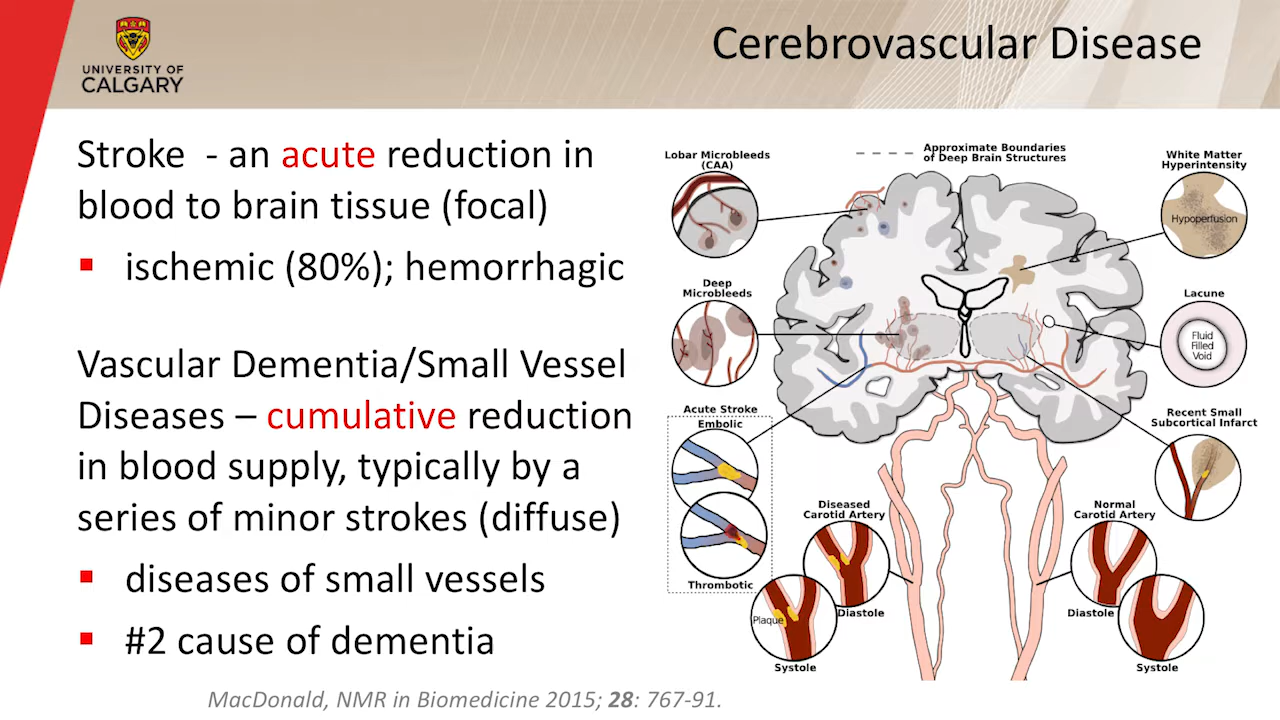 UNIVERSITY OF
CALGARY
Cerebrovascular Disease
Stroke - an acute reduction in
blood to brain tissue (focal)
▪ ischemic (80%); hemorrhagic
Vascular Dementia/Small Vessel
Diseases – cumulative reduction
in blood supply, typically by a
series of minor strokes (diffuse)
▪ diseases of small vessels
▪ #2 cause of dementia
Lobar Microbleeds
(CAA)
Approximate Boundaries
of Deep Brain Structures
White Matter
Hyperintensity
Hypoperfusion
Deep
Microbleeds
Lacune
Fluid
Filled
Void
Acute Stroke
Embolic
Thrombotic
Recent Small
Subcortical Infarct
Diseased
Carotid Artery
Diastole
Plaque
Systole
Normal
Carotid Artery
Diastole
Systole
MacDonald, NMR in Biomedicine 2015; 28: 767-91.